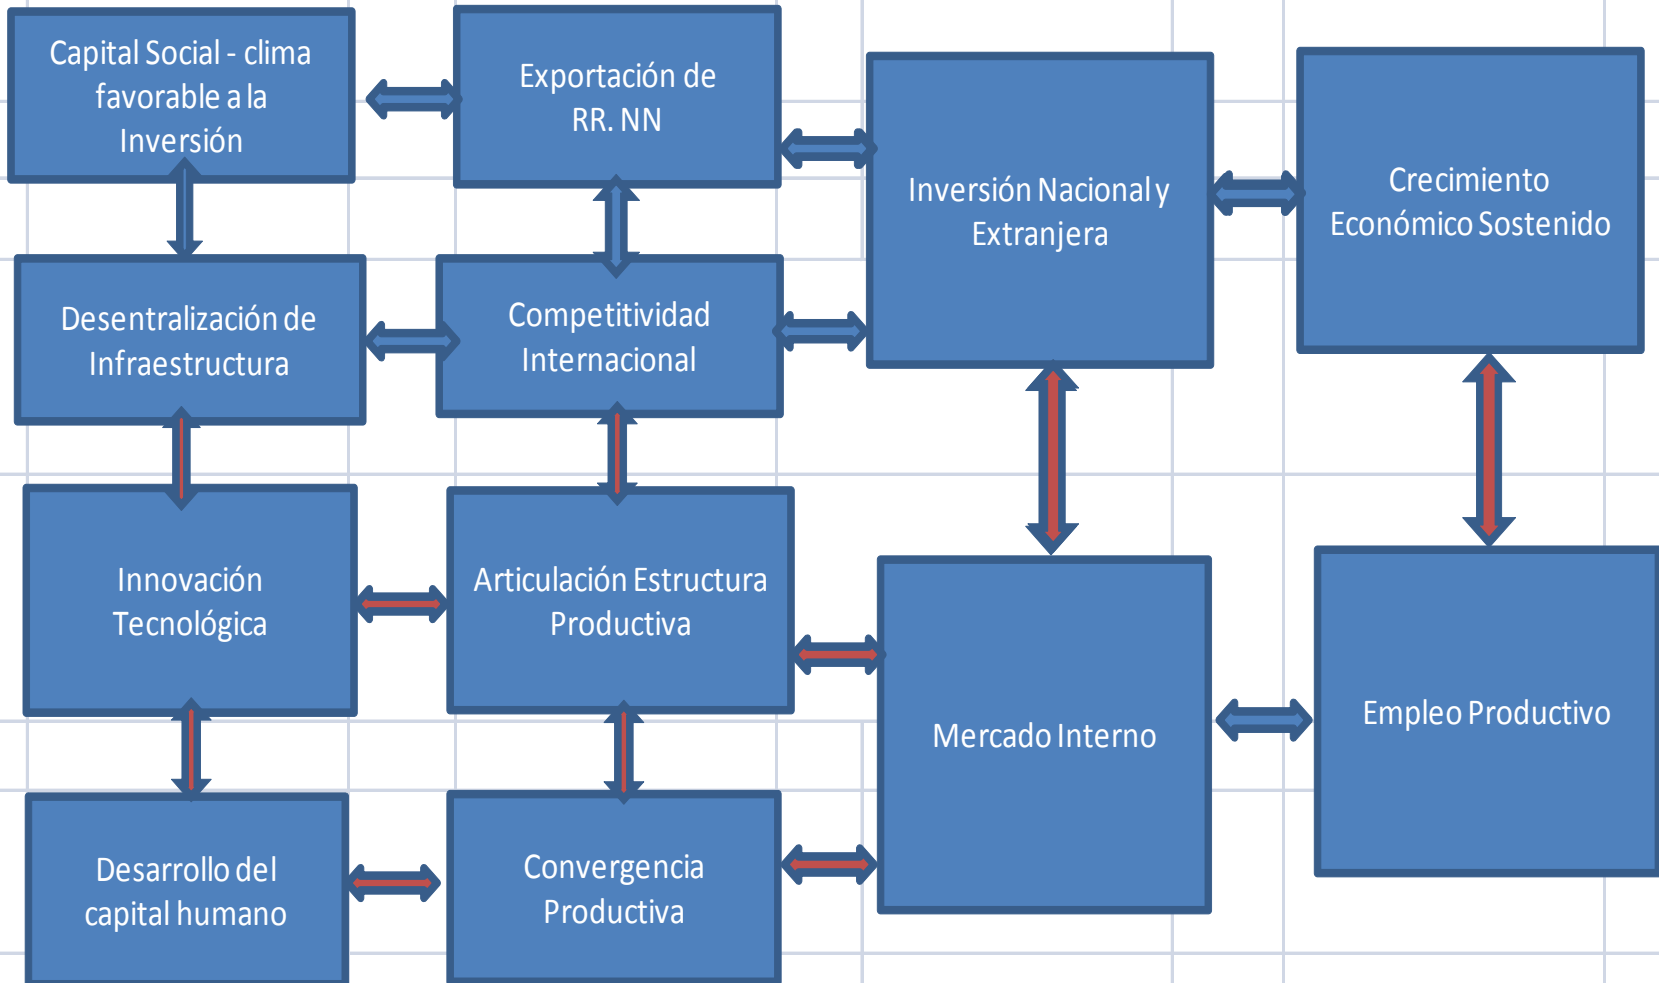 Capital Social - clima
favorable a la
Inversión
Exportación de
RR. NN
Inversión Nacional y
Extranjera
Crecimiento
Económico Sostenido
Desentralización de
Infraestructura
Competitividad
Internacional
Innovación
Tecnológica
Articulación Estructura
Productiva
Mercado Interno
Empleo Productivo
Desarrollo del
capital humano
Convergencia
Productiva